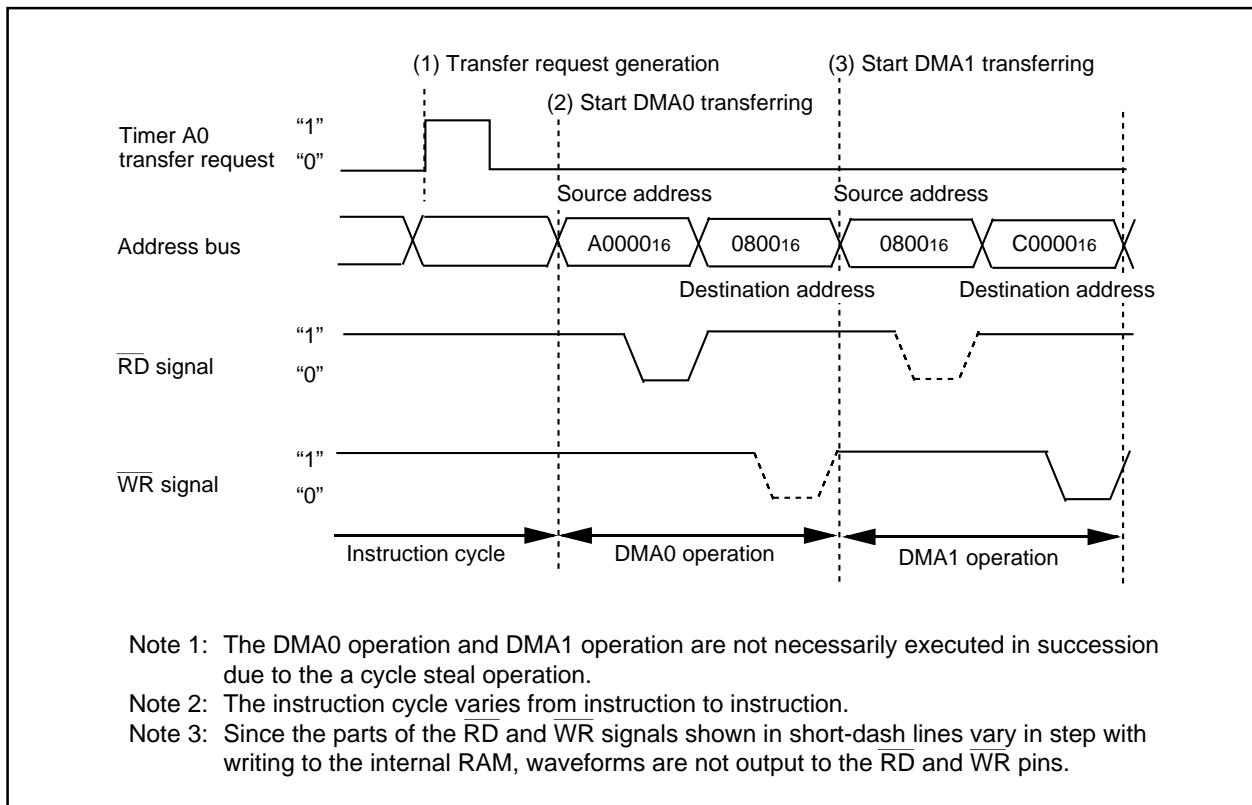 (1) Transfer request generation
(3) Start DMA1 transferring
(2) Start DMA0 transferring
Timer A0
transfer request
“1”
“0”
Source address
Source address
Address bus
A000016
080016
080016
C000016
Destination address
Destination address
RD signal
“1”
“0”
WR signal
“1”
“0”
Instruction cycle
DMA0 operation
DMA1 operation
Note 1: The DMA0 operation and DMA1 operation are not necessarily executed in succession
due to the a cycle steal operation.
Note 2: The instruction cycle varies from instruction to instruction.
Note 3: Since the parts of the RD and WR signals shown in short-dash lines vary in step with
writing to the internal RAM, waveforms are not output to the RD and WR pins.